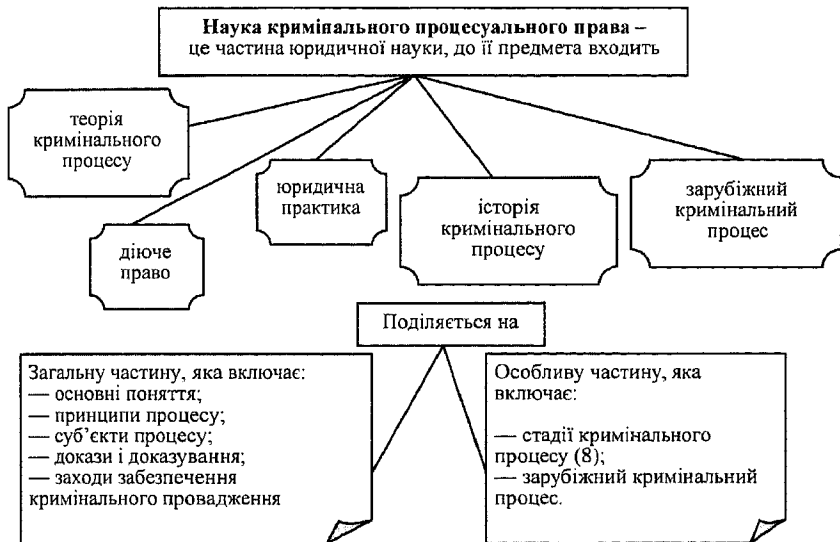 Наука кримінального процесуального права –
це частина юридичної науки, до її предмета входить
теорія
кримінального
процесу
діюче
право
юридична
практика
історія
кримінального
процесу
зарубіжний
кримінальний
процес
Поділяється на
Загальну частину, яка включає:
— основні поняття;
— принципи процесу;
— суб’єкти процесу;
— докази і доказування;
— заходи забезпечення
кримінального провадження
Особливу частину, яка
включає:
— стадії кримінального
процесу (8);
— зарубіжний кримінальний
процес.